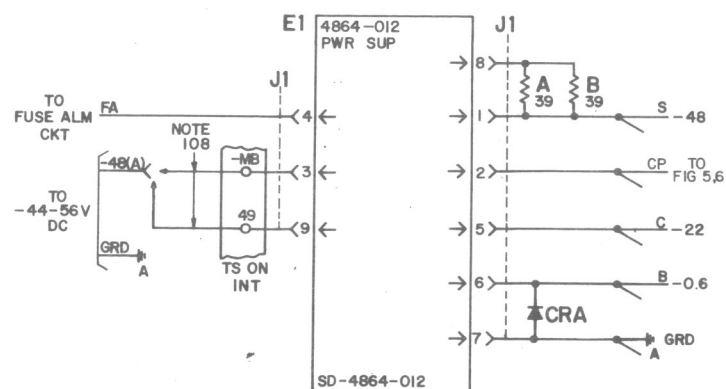 E1
4864-012
PWR SUP
J1
J1
8
A
39
B
39
TO
FUSE ALM
CKT
FA
4
1
S
-48
NOTE
108
-48(A)
-MB
3
2
CP
TO
FIG 5,6
TO
-44-56V
DC
49
9
5
C
-22
GRD
A
TS ON
INT
6
B
-0.6
CRA
7
GRD
A
SD-4864-012